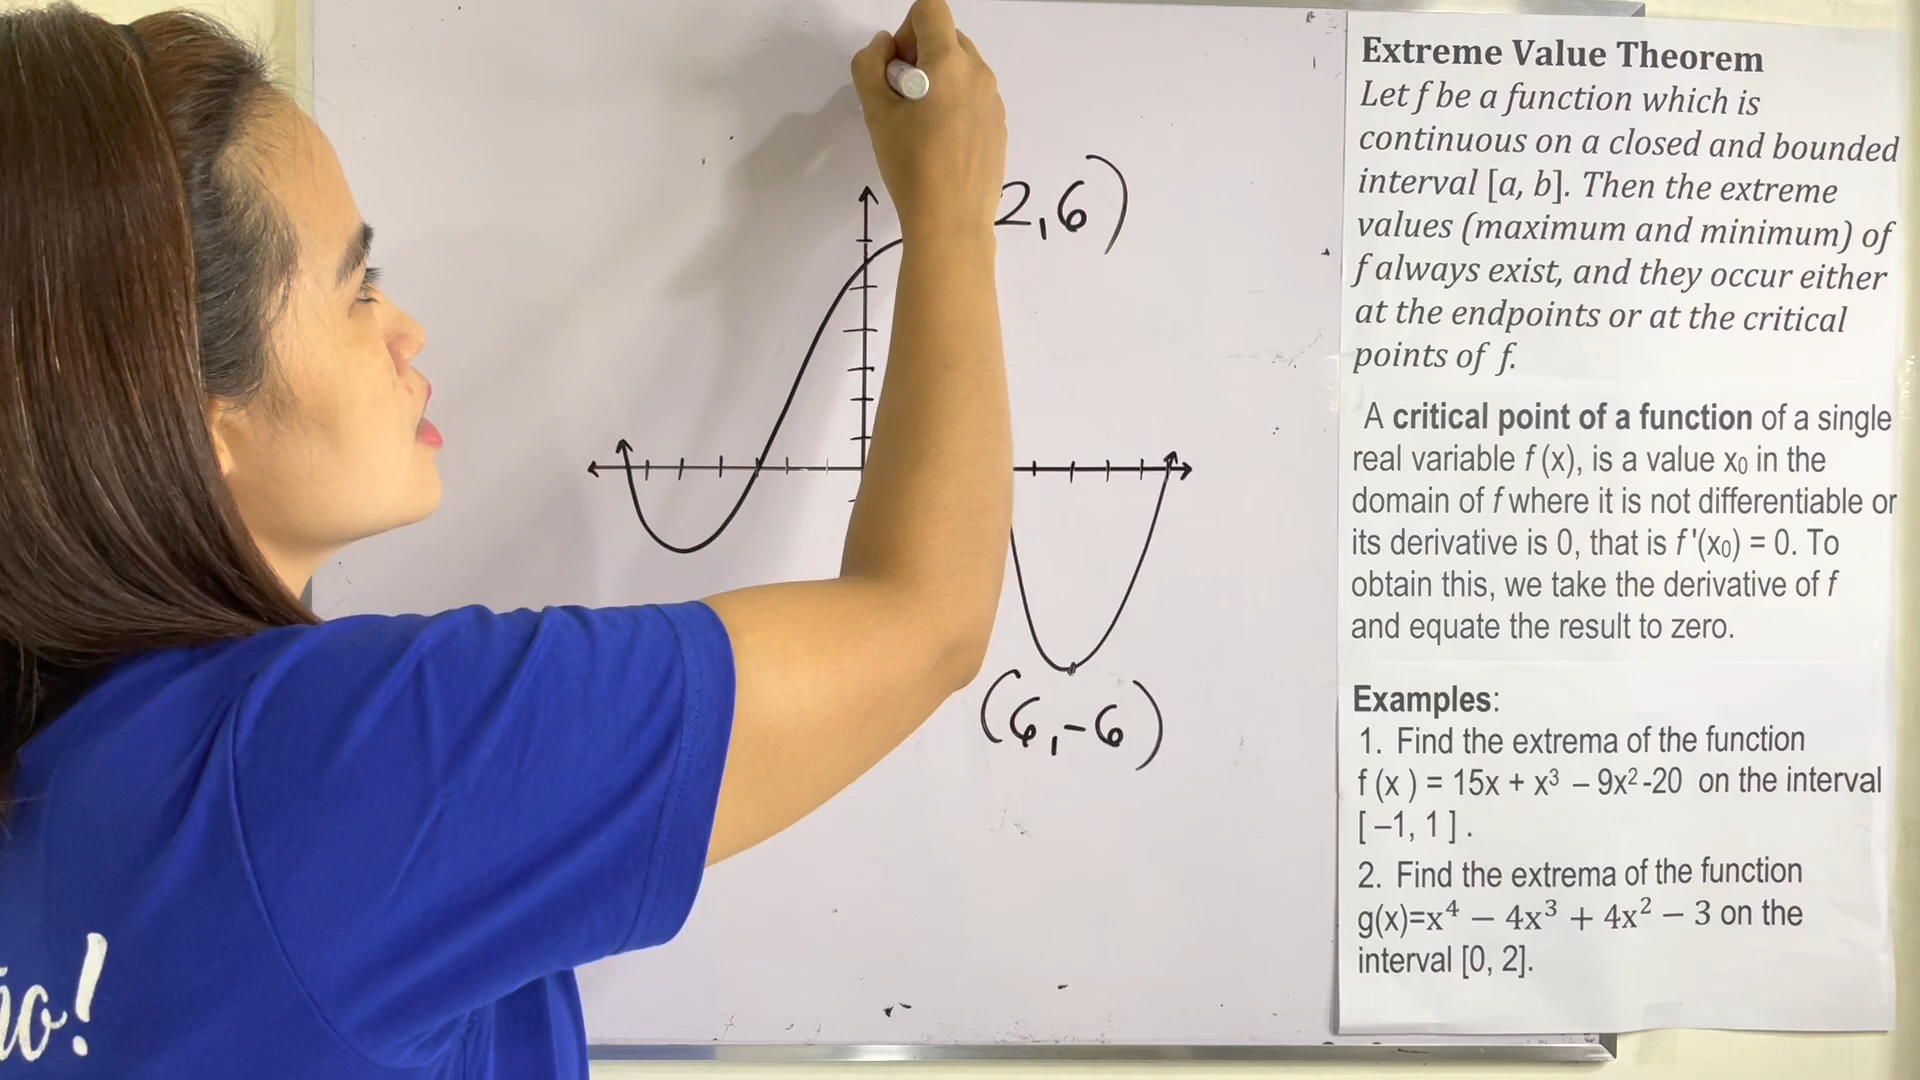 Extreme Value Theorem
Let f be a function which is
continuous on a closed and bounded
interval [a, b]. Then the extreme
values (maximum and minimum) of
f always exist, and they occur either
at the endpoints or at the critical
points of f.
A critical point of a function of a single
real variable f (x), is a value x₀ in the
domain of f where it is not differentiable or
its derivative is 0, that is f '(x₀) = 0. To
obtain this, we take the derivative of f
and equate the result to zero.
Examples:
1. Find the extrema of the function
f (x ) = 15x + x³ – 9x² -20 on the interval
[ –1, 1 ] .
2. Find the extrema of the function
g(x)=x⁴ − 4x³ + 4x² − 3 on the
interval [0, 2].
2,6)
(6,-6)
o!